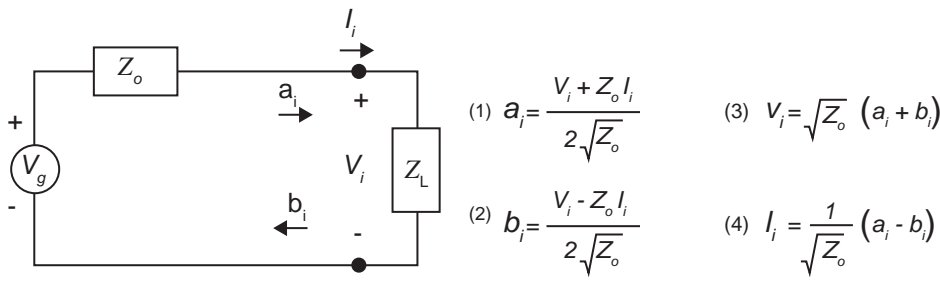 I_i
Z_o
a_i
+
+
V_g
V_i
Z_L
-
b_i
-
(1) a_i = (V_i + Z_o I_i) / (2√Z_o)
(2) b_i = (V_i - Z_o I_i) / (2√Z_o)
(3) V_i = √Z_o (a_i + b_i)
(4) I_i = 1 / √Z_o (a_i - b_i)